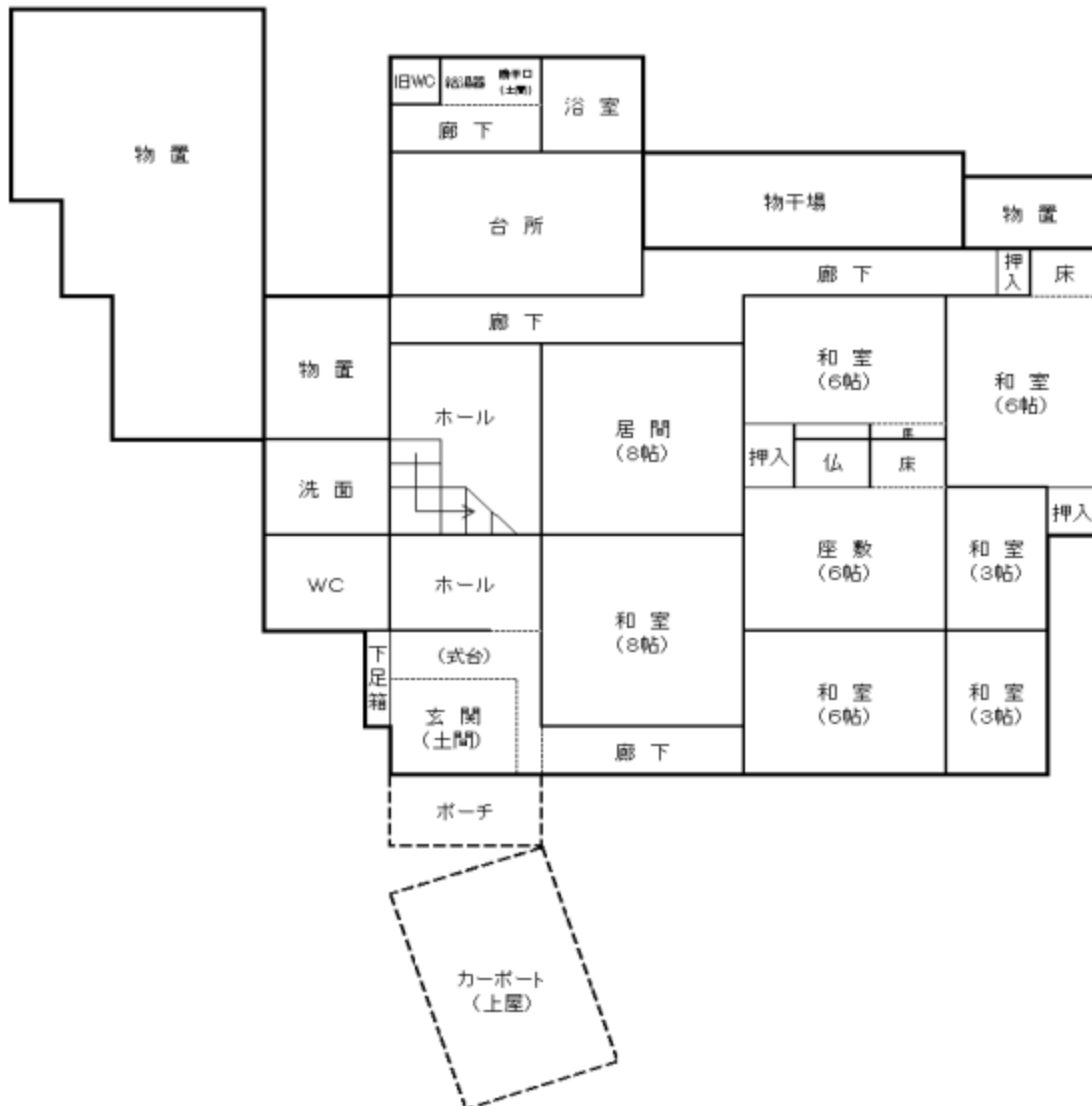 旧WC
給湯器
勝手口
(土間)
浴 室
廊 下
物 置
物干場
台 所
物 置
廊 下
押入
床
廊 下
和 室
(6帖)
物 置
和 室
(6帖)
ホール
居 間
(8帖)
押入
仏
床
洗 面
押入
座 敷
(6帖)
和 室
(3帖)
WC
ホール
和 室
(8帖)
下足箱
(式台)
和 室
(6帖)
和 室
(3帖)
玄 関
(土間)
廊 下
ポーチ
カーポート
(上屋)